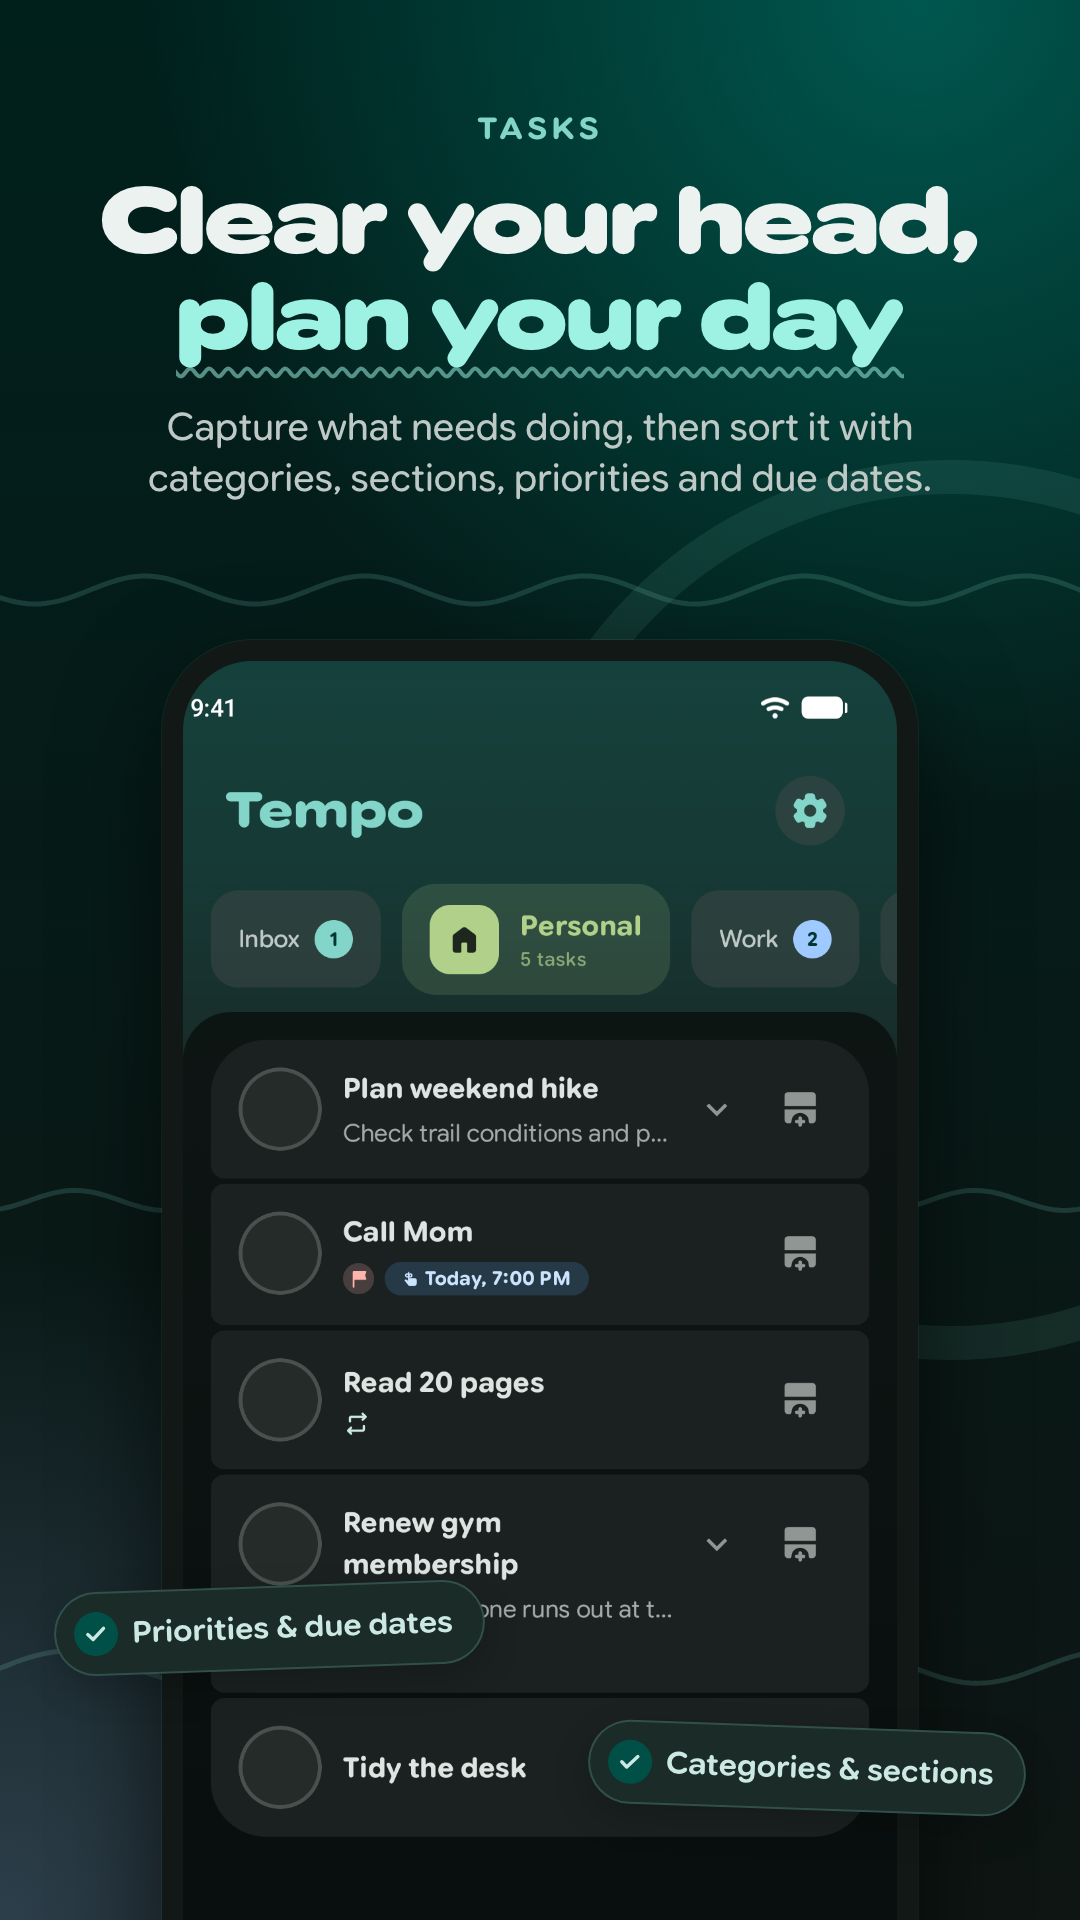 TASKS
Clear your head,
plan your day
Capture what needs doing, then sort it with
categories, sections, priorities and due dates.
9:41
Tempo
Inbox 1
Personal
5 tasks
Work 2
Plan weekend hike
Check trail conditions and p...
Call Mom
Today, 7:00 PM
Read 20 pages
Renew gym
membership
one runs out at t...
Priorities & due dates
Tidy the desk
Categories & sections